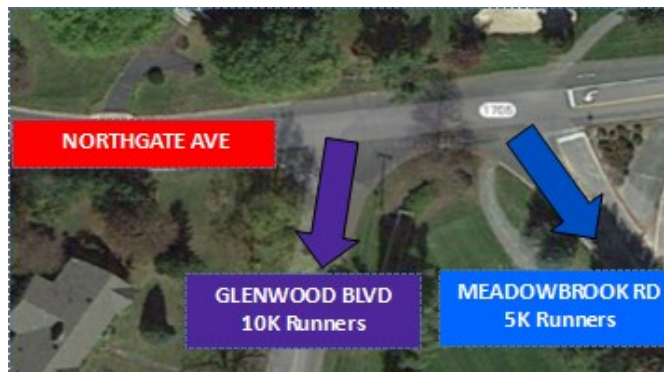 1705
NORTHGATE AVE
GLENWOOD BLVD
10K Runners
MEADOWBROOK RD
5K Runners